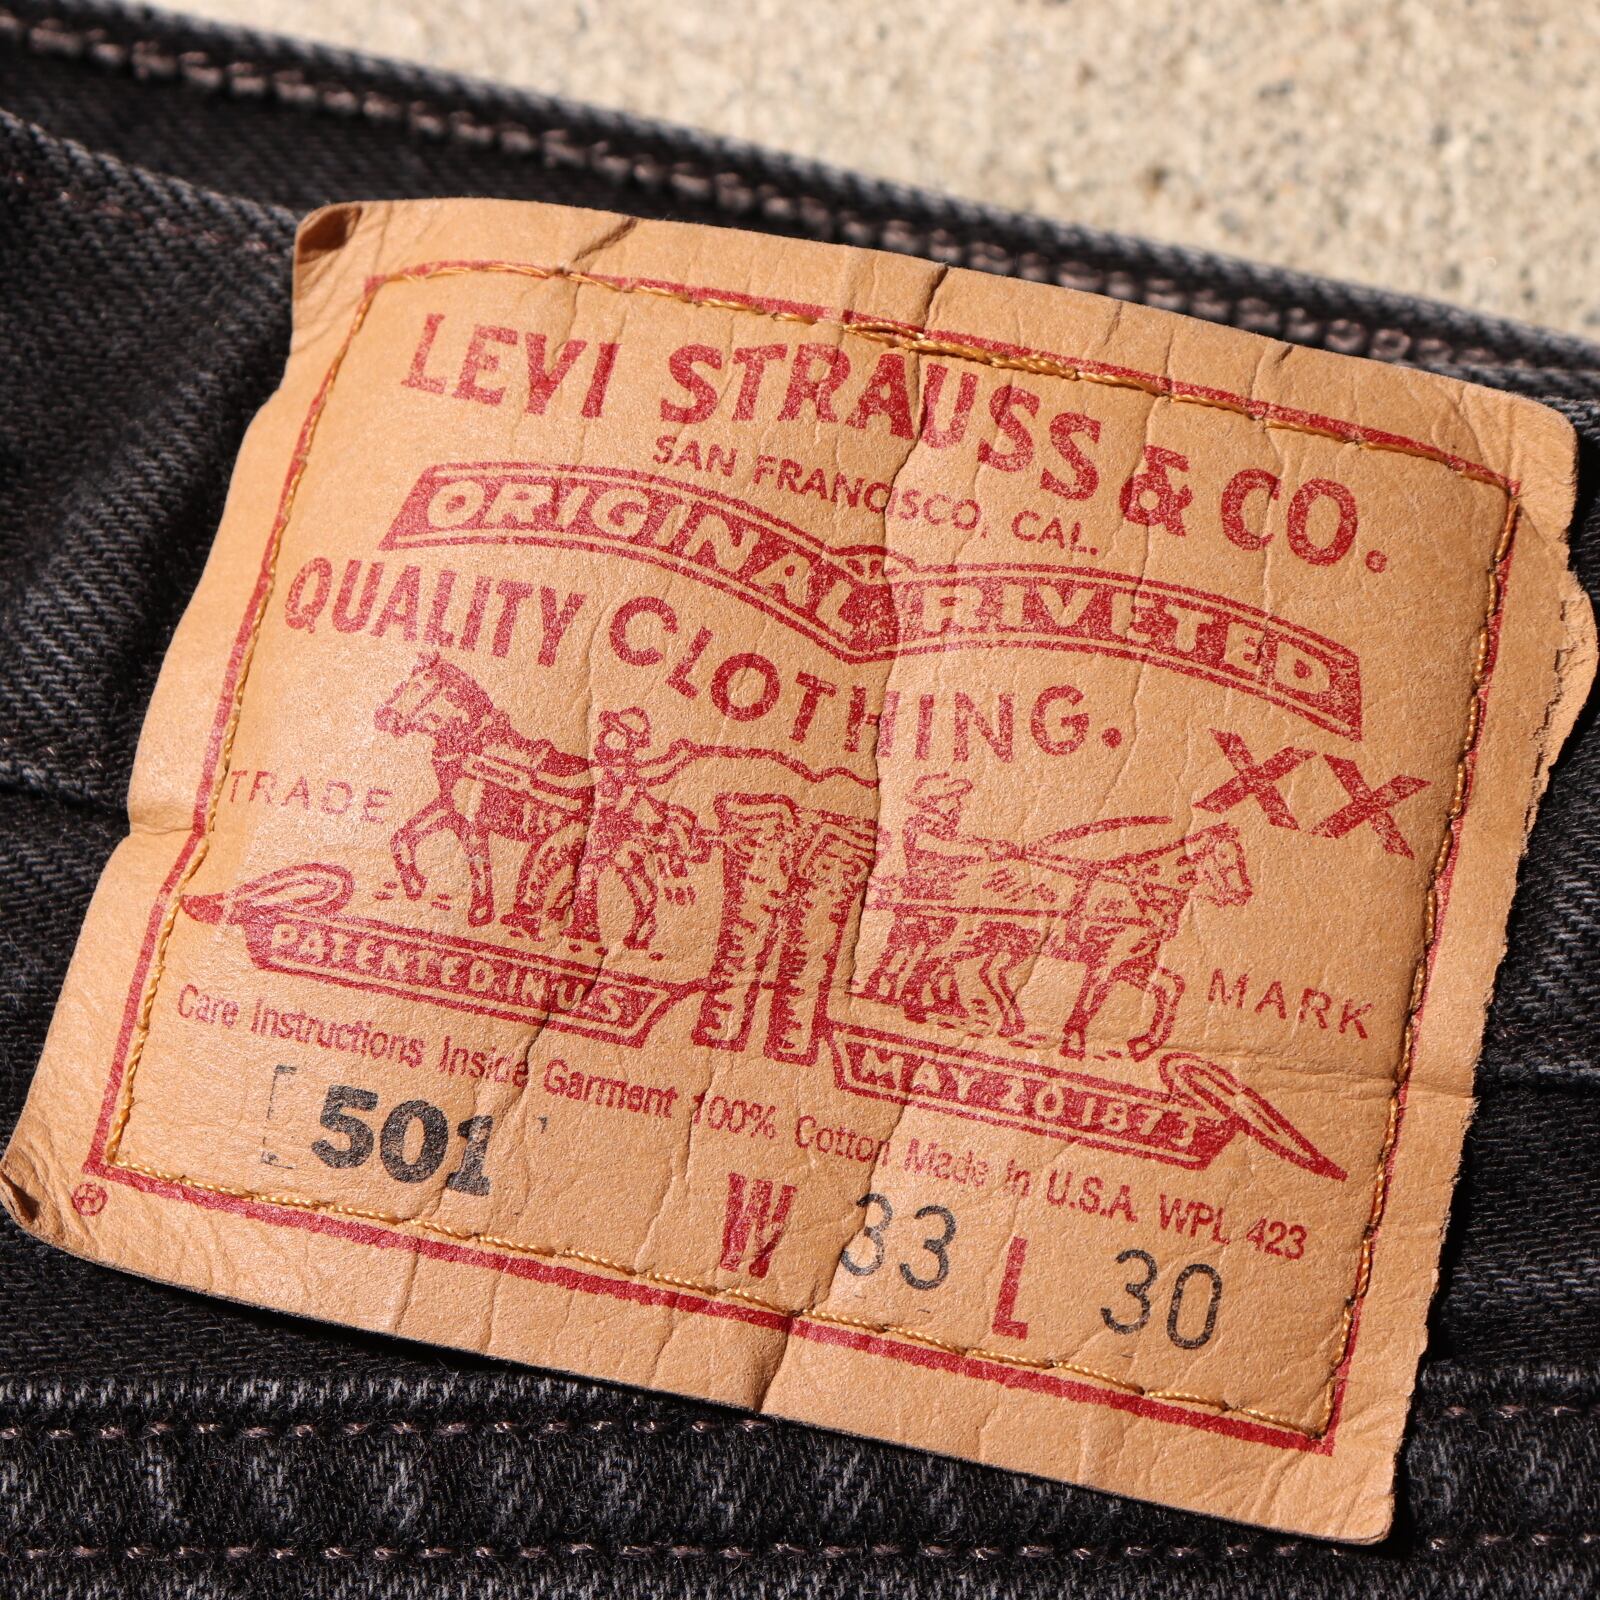 LEVI STRAUSS & CO.
SAN FRANCISCO, CAL.
ORIGINAL RIVETED
QUALITY CLOTHING.
XX
TRADE
MARK
PATENTED IN U.S
MAY 20 1873
Care Instructions Inside Garment 100% Cotton Made in U.S.A. WPL 423
501
W 33 L 30
®